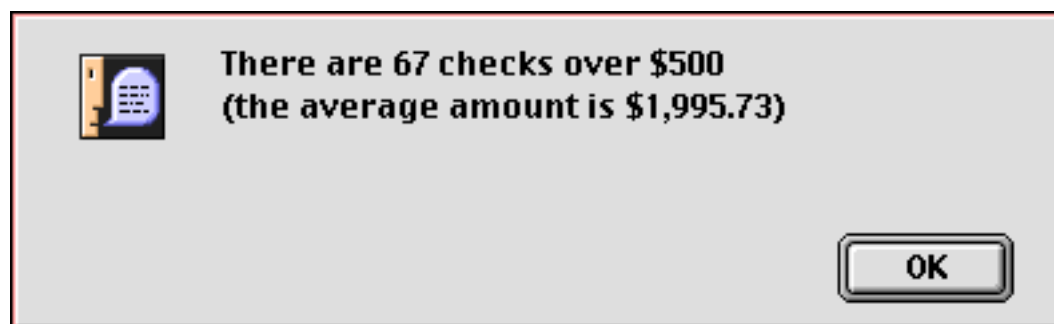 There are 67 checks over $500
(the average amount is $1,995.73)
OK